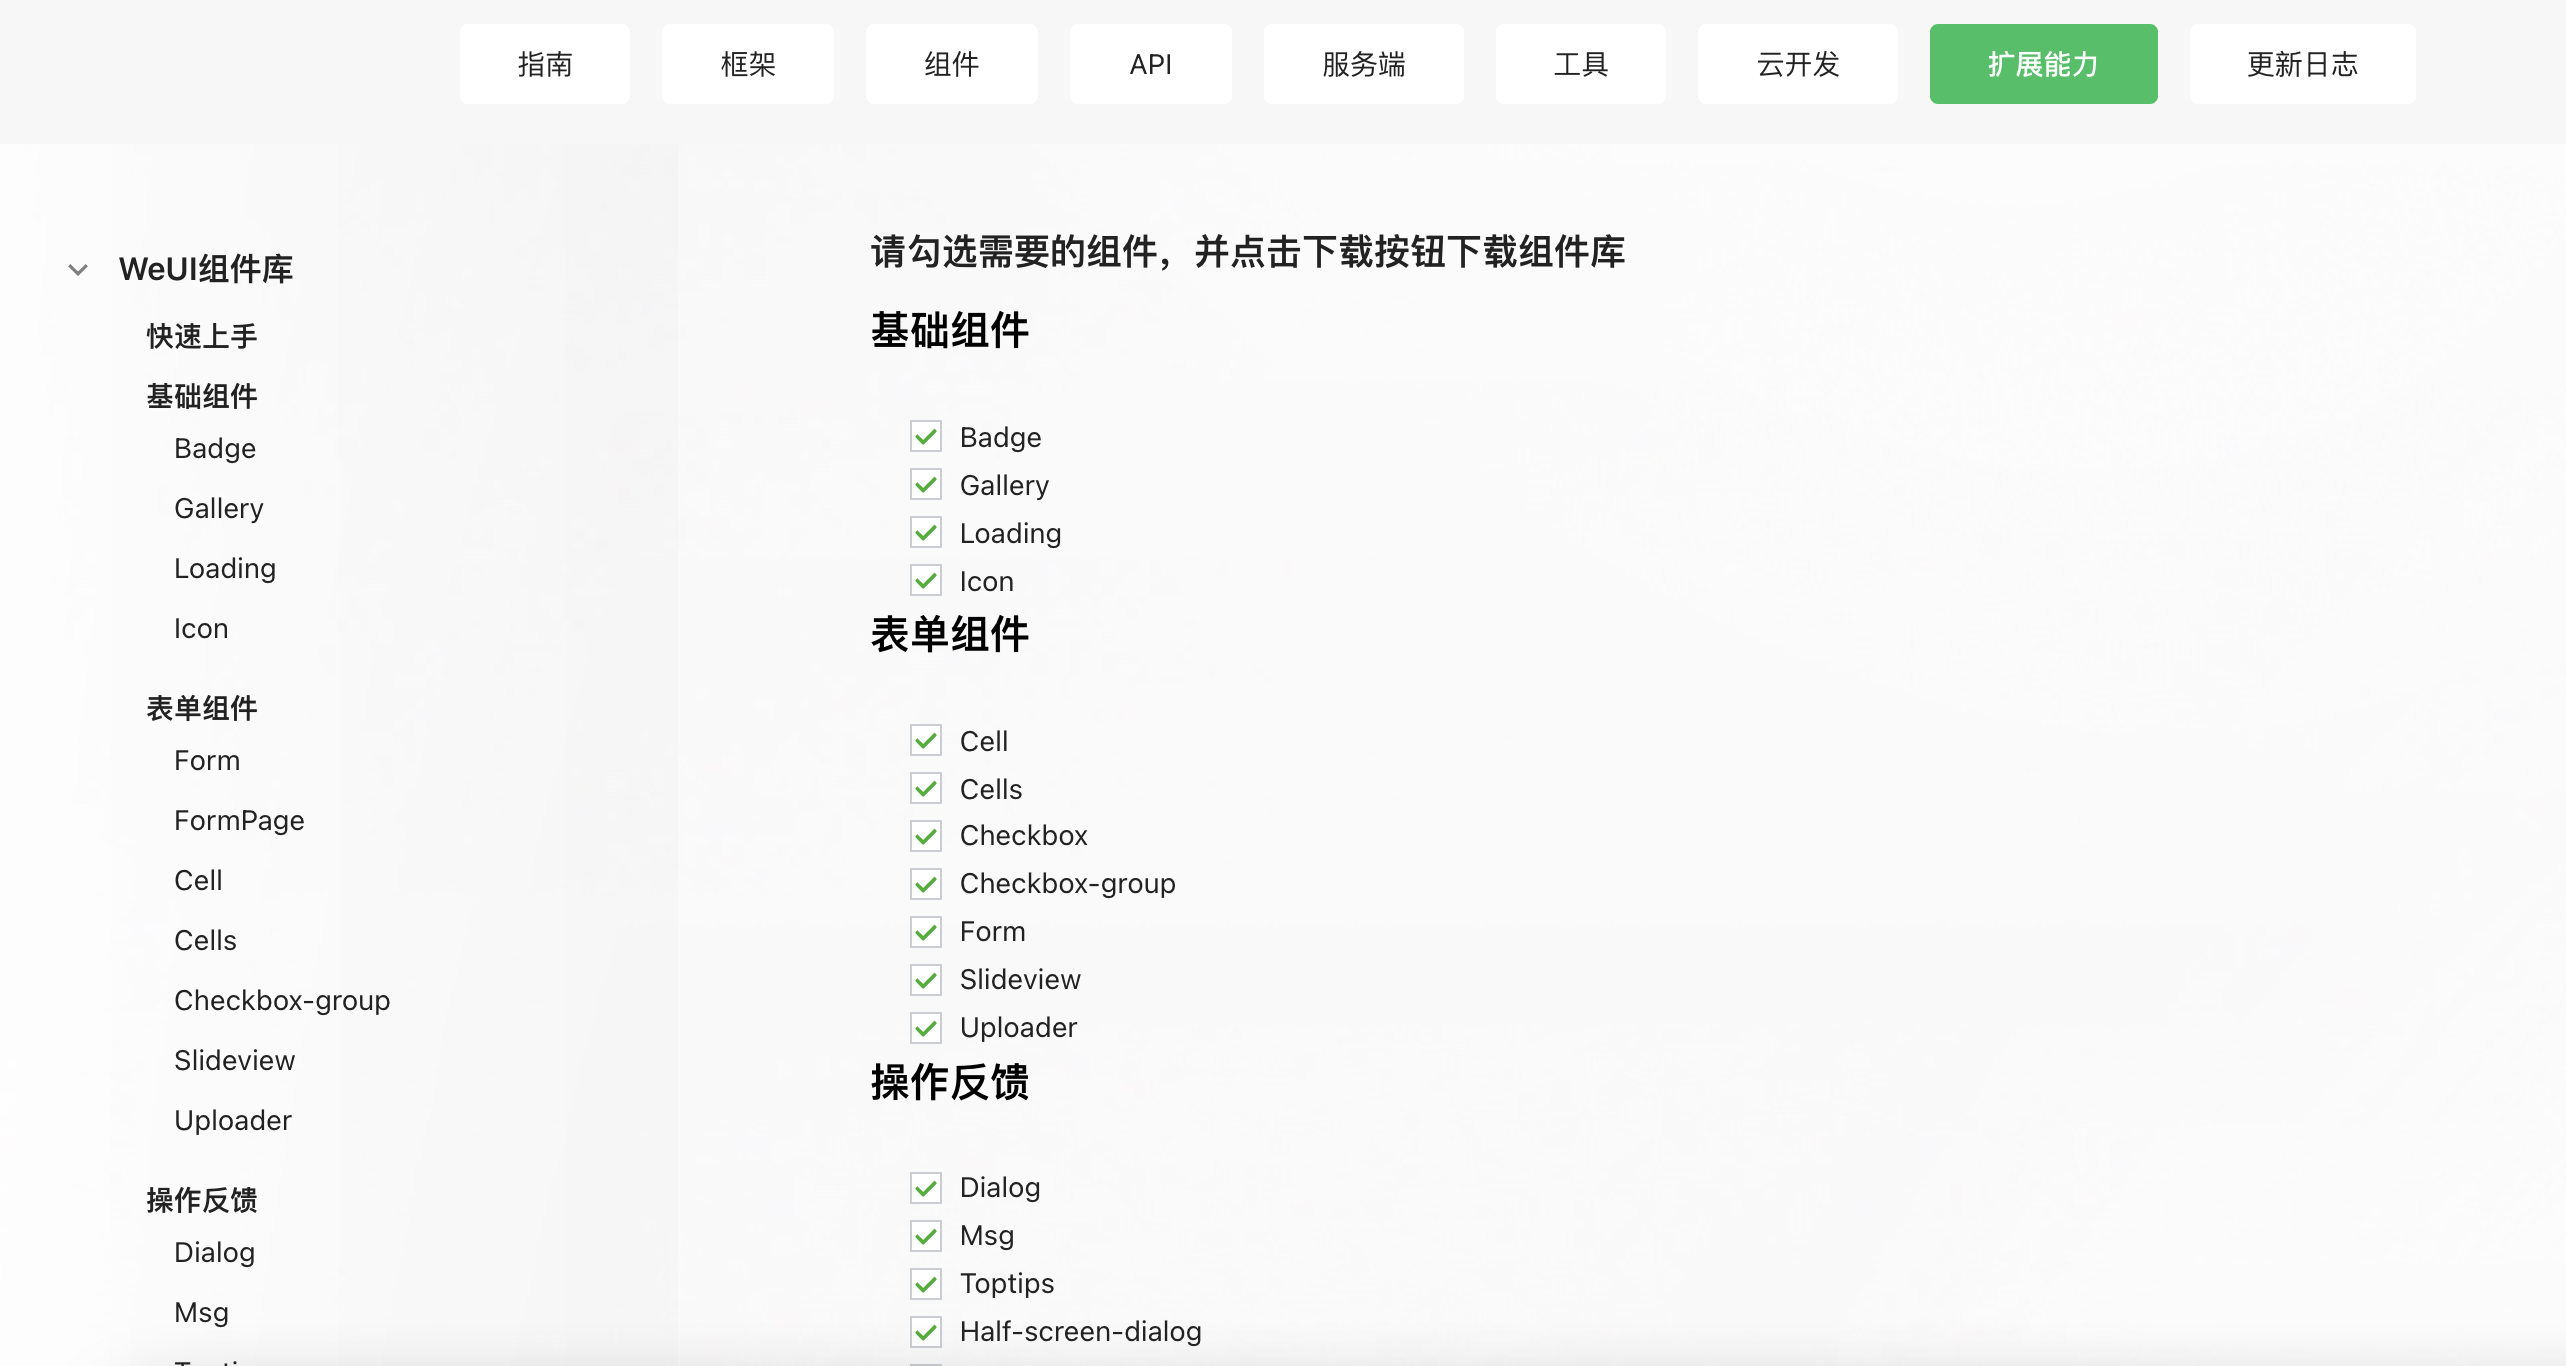 指南
框架
组件
API
服务端
工具
云开发
扩展能力
更新日志
WeUI组件库
快速上手
基础组件
Badge
Gallery
Loading
Icon
表单组件
Form
FormPage
Cell
Cells
Checkbox-group
Slideview
Uploader
操作反馈
Dialog
Msg
请勾选需要的组件，并点击下载按钮下载组件库
基础组件
Badge
Gallery
Loading
Icon
表单组件
Cell
Cells
Checkbox
Checkbox-group
Form
Slideview
Uploader
操作反馈
Dialog
Msg
Toptips
Half-screen-dialog